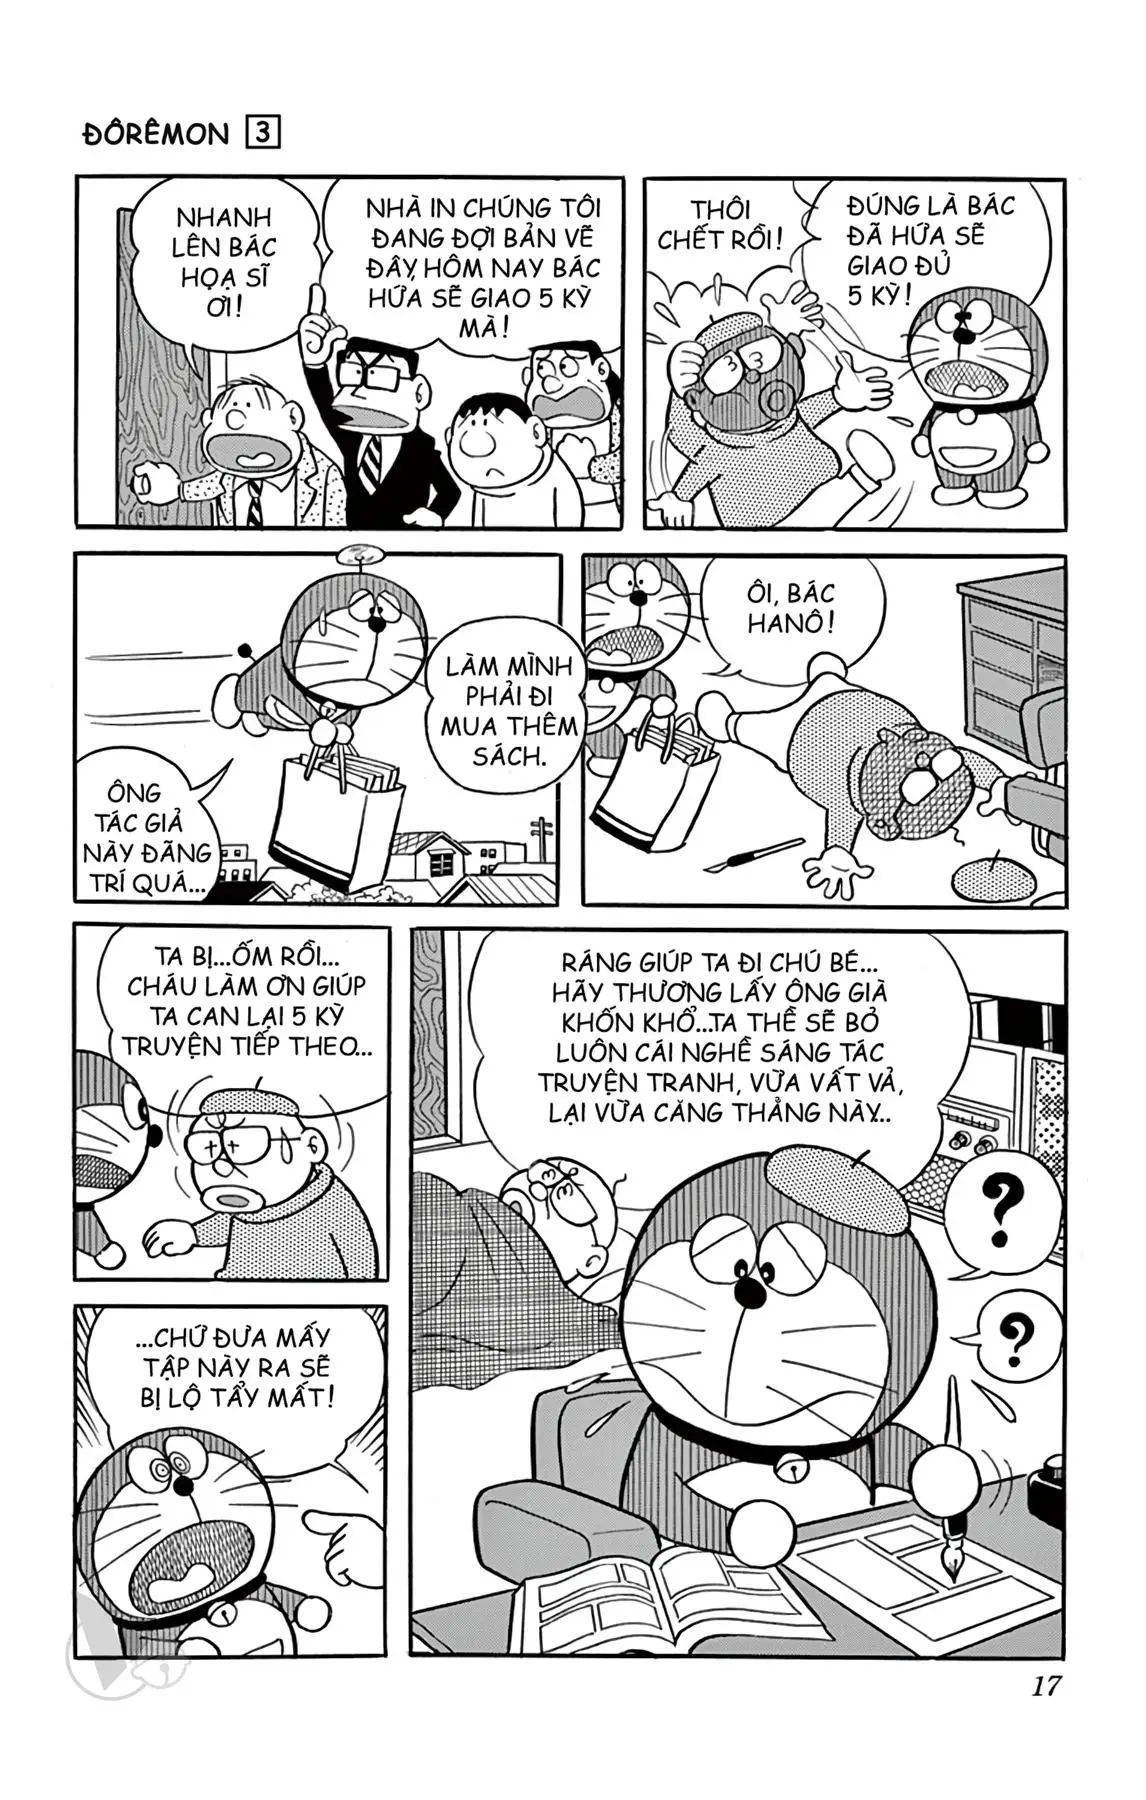 ĐÔRÊMON 3
NHANH
LÊN BÁC
HỌA SĨ
ƠI!
NHÀ IN CHÚNG TÔI
ĐANG ĐỢI BẢN VẼ
ĐÂY, HÔM NAY BÁC
HỨA SẼ GIAO 5 KỲ
MÀ!
THÔI
CHẾT RỒI!
ĐÚNG LÀ BÁC
ĐÃ HỨA SẼ
GIAO ĐỦ
5 KỲ!
LÀM MÌNH
PHẢI ĐI
MUA THÊM
SÁCH.
ÔNG
TÁC GIẢ
NÀY ĐÃNG
TRÍ QUÁ...
ÔI, BÁC
HANÔ!
TA BỊ...ỐM RỒI...
CHÁU LÀM ƠN GIÚP
TA CAN LẠI 5 KỲ
TRUYỆN TIẾP THEO...
RÁNG GIÚP TA ĐI CHÚ BÉ...
HÃY THƯƠNG LẤY ÔNG GIÀ
KHỐN KHỔ...TA THỀ SẼ BỎ
LUÔN CÁI NGHỀ SÁNG TÁC
TRUYỆN TRANH, VỪA VẤT VẢ,
LẠI VỪA CĂNG THẲNG NÀY...
?
?
...CHỨ ĐƯA MẤY
TẬP NÀY RA SẼ
BỊ LỘ TẨY MẤT!
17